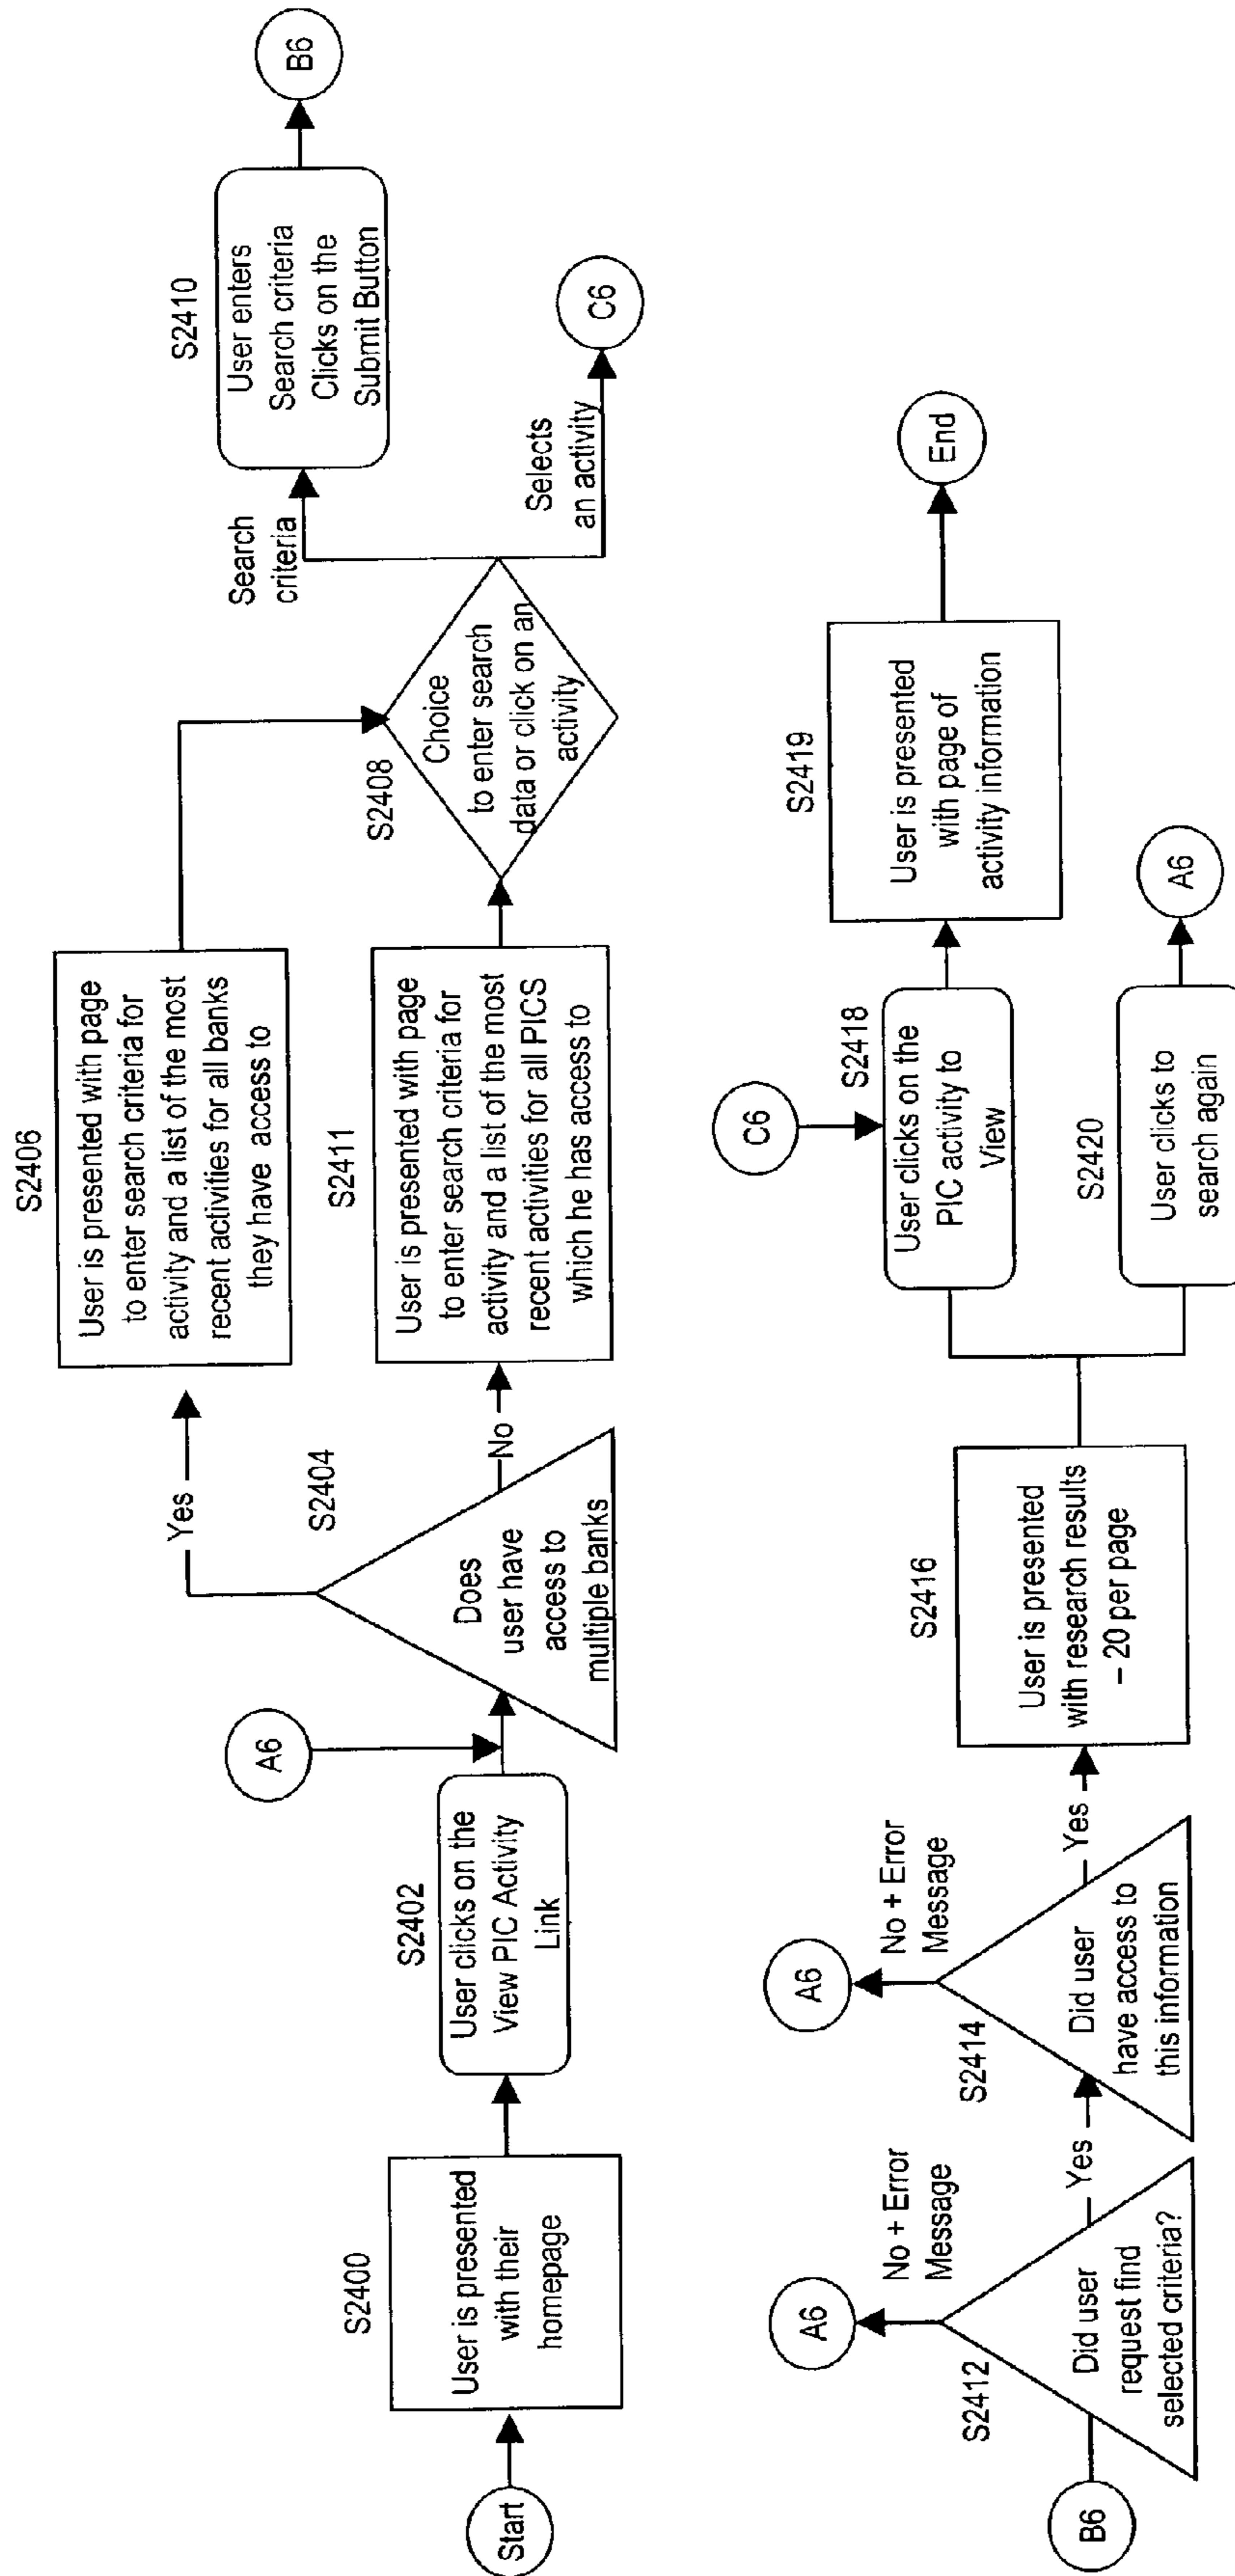 Start
S2400
User is presented
with their
homepage
S2402
User clicks on the
View PIC Activity
Link
A6
S2404
Does
user have
access to
multiple banks
Yes
No
S2406
User is presented with page
to enter search criteria for
activity and a list of the most
recent activities for all banks
they have access to
S2411
User is presented with page
to enter search criteria for
activity and a list of the most
recent activities for all PICS
which he has access to
S2408
Choice
to enter search
data or click on an
activity
Search
criteria
S2410
User enters
Search criteria
Clicks on the
Submit Button
B6
Selects
an activity
C6
B6
S2412
Did user
request find
selected criteria?
A6
No + Error
Message
Yes
S2414
Did user
have access to
this information
A6
No + Error
Message
Yes
S2416
User is presented
with research results
– 20 per page
C6
S2418
User clicks on the
PIC activity to
View
S2419
User is presented
with page of
activity information
End
S2420
User clicks to
search again
A6